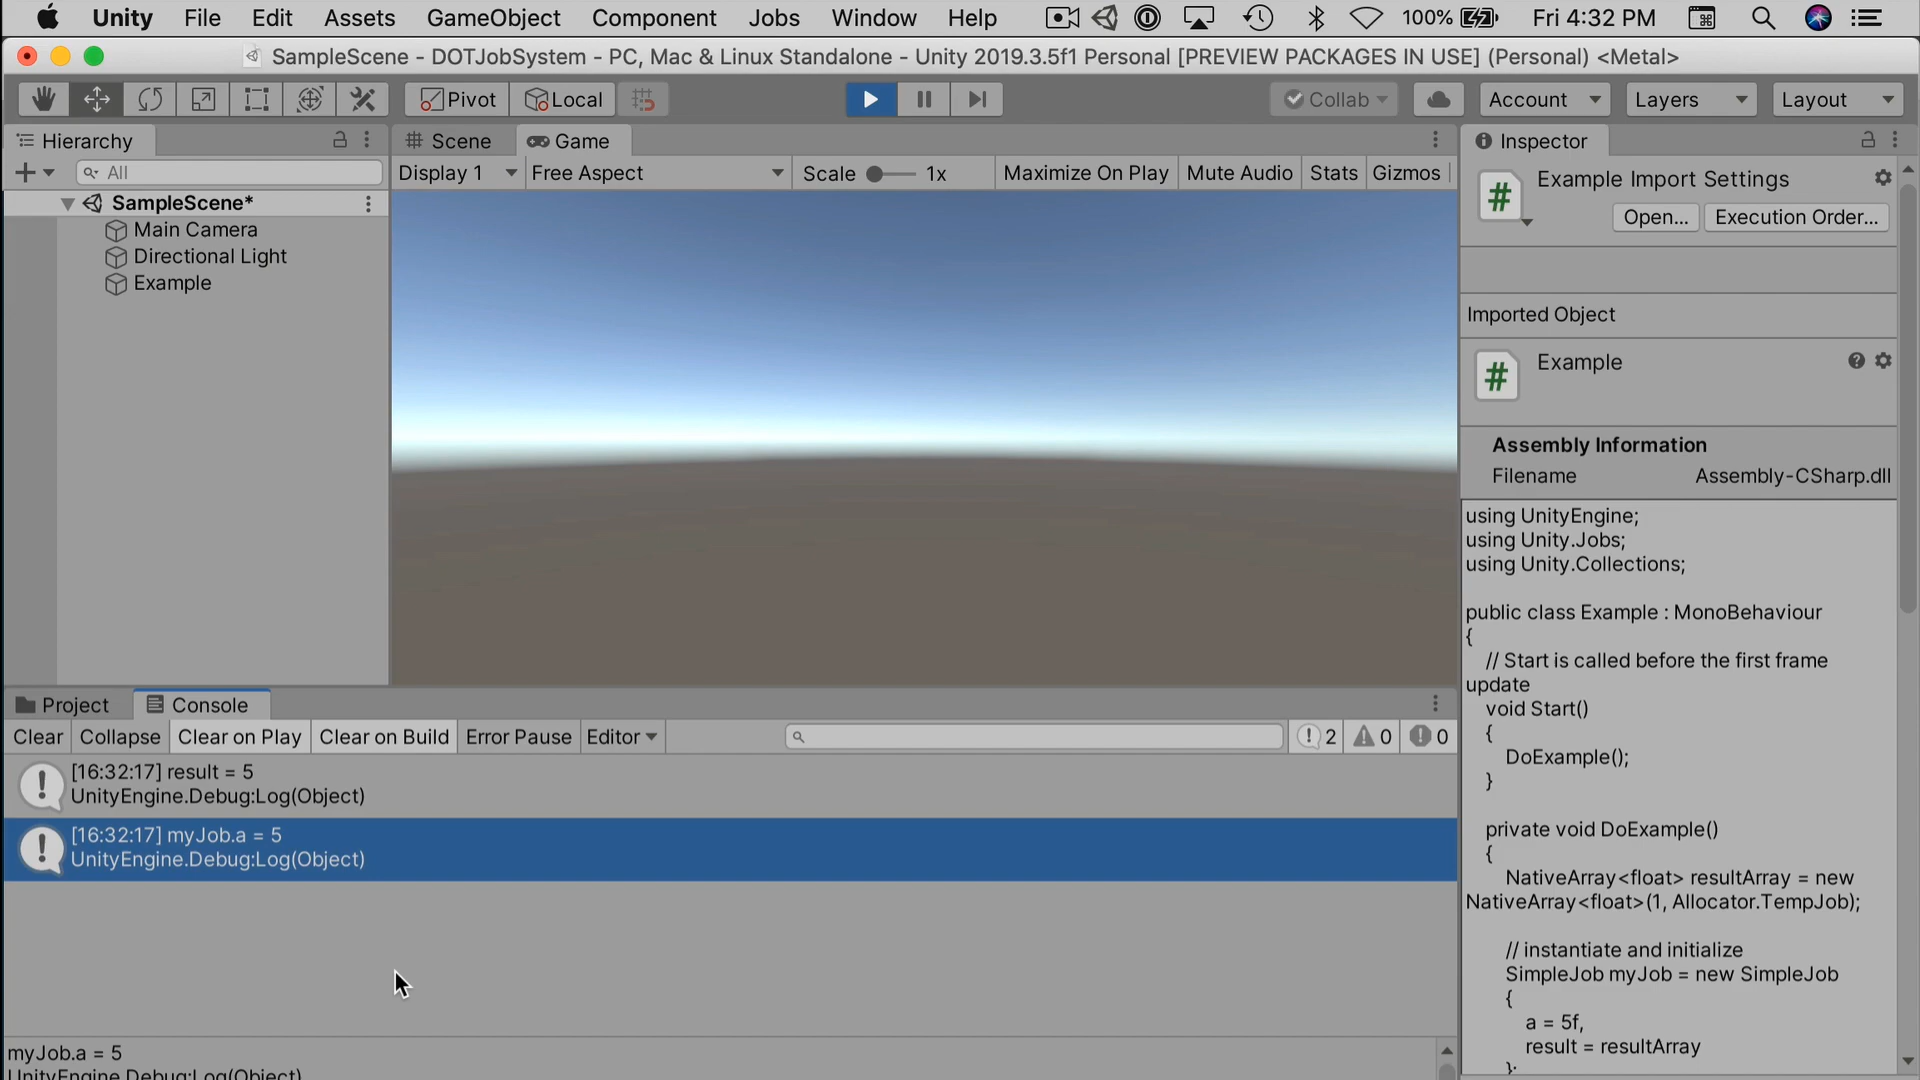 Unity File Edit Assets GameObject Component Jobs Window Help 100% Fri 4:32 PM
SampleScene - DOTJobSystem - PC, Mac & Linux Standalone - Unity 2019.3.5f1 Personal [PREVIEW PACKAGES IN USE] (Personal) <Metal>
Pivot Local Collab Account Layers Layout
Hierarchy Scene Game Inspector
All Display 1 Free Aspect Scale 1x Maximize On Play Mute Audio Stats Gizmos
SampleScene*
Main Camera
Directional Light
Example
Example Import Settings
Open... Execution Order...
Imported Object
Example
Assembly Information
Filename Assembly-CSharp.dll
using UnityEngine;
using Unity.Jobs;
using Unity.Collections;
public class Example : MonoBehaviour
{
// Start is called before the first frame
update
void Start()
{
DoExample();
}
private void DoExample()
{
NativeArray<float> resultArray = new
NativeArray<float>(1, Allocator.TempJob);
// instantiate and initialize
SimpleJob myJob = new SimpleJob
{
a = 5f,
result = resultArray
};
Project Console
Clear Collapse Clear on Play Clear on Build Error Pause Editor 2 0 0
[16:32:17] result = 5
UnityEngine.Debug:Log(Object)
[16:32:17] myJob.a = 5
UnityEngine.Debug:Log(Object)
myJob.a = 5
UnityEngine.Debug:Log(Object)